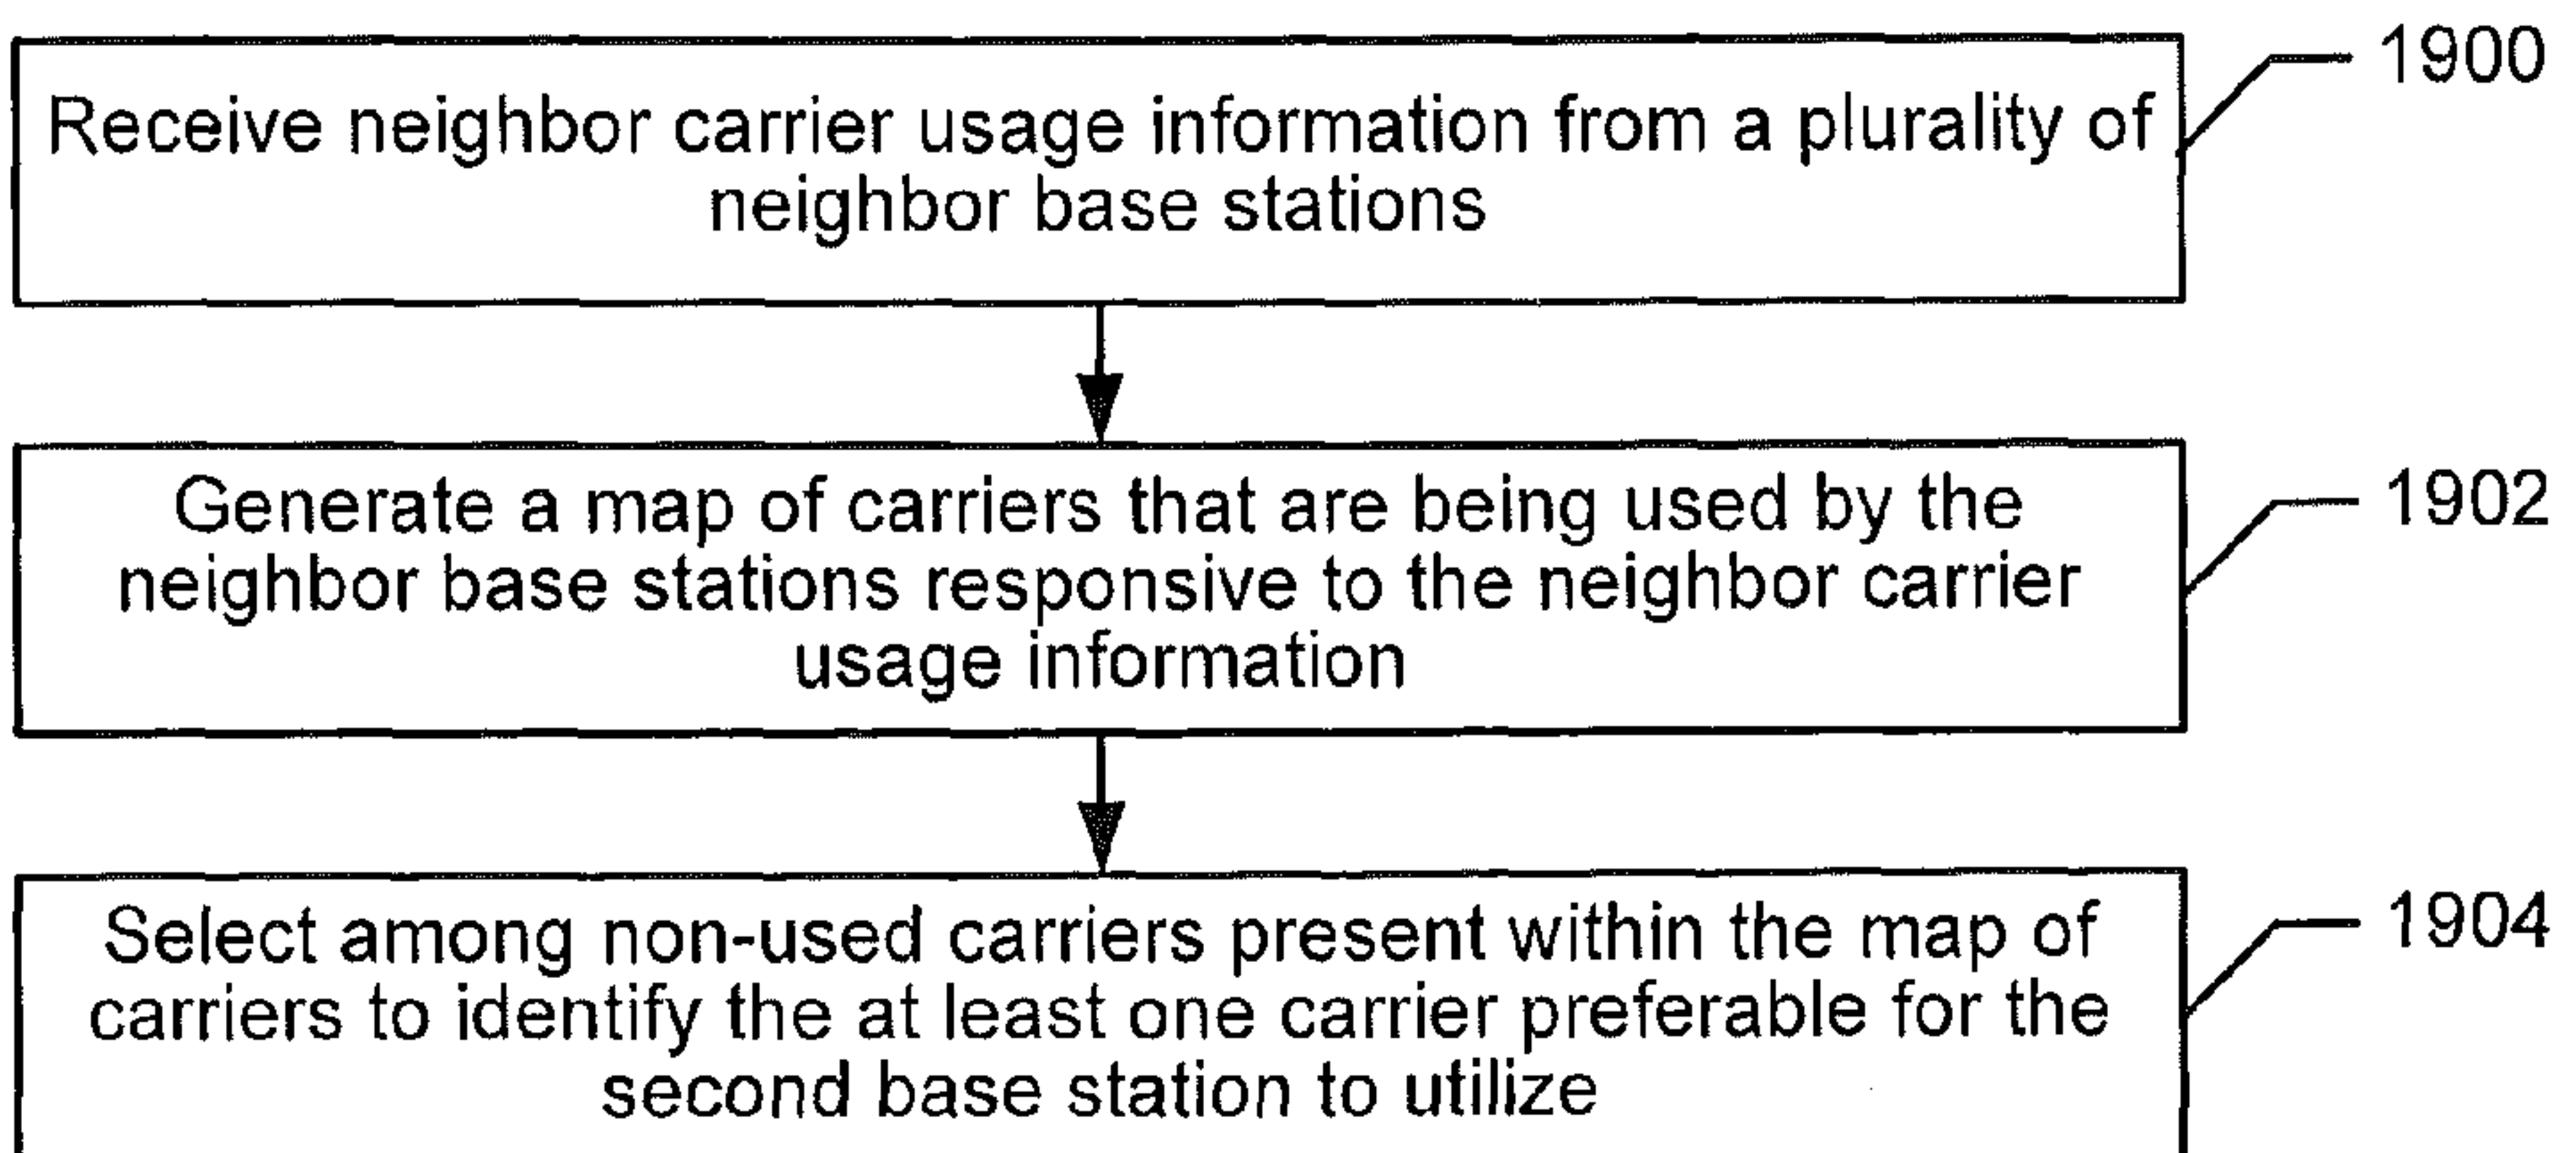 Receive neighbor carrier usage information from a plurality of
neighbor base stations
1900
Generate a map of carriers that are being used by the
neighbor base stations responsive to the neighbor carrier
usage information
1902
Select among non-used carriers present within the map of
carriers to identify the at least one carrier preferable for the
second base station to utilize
1904